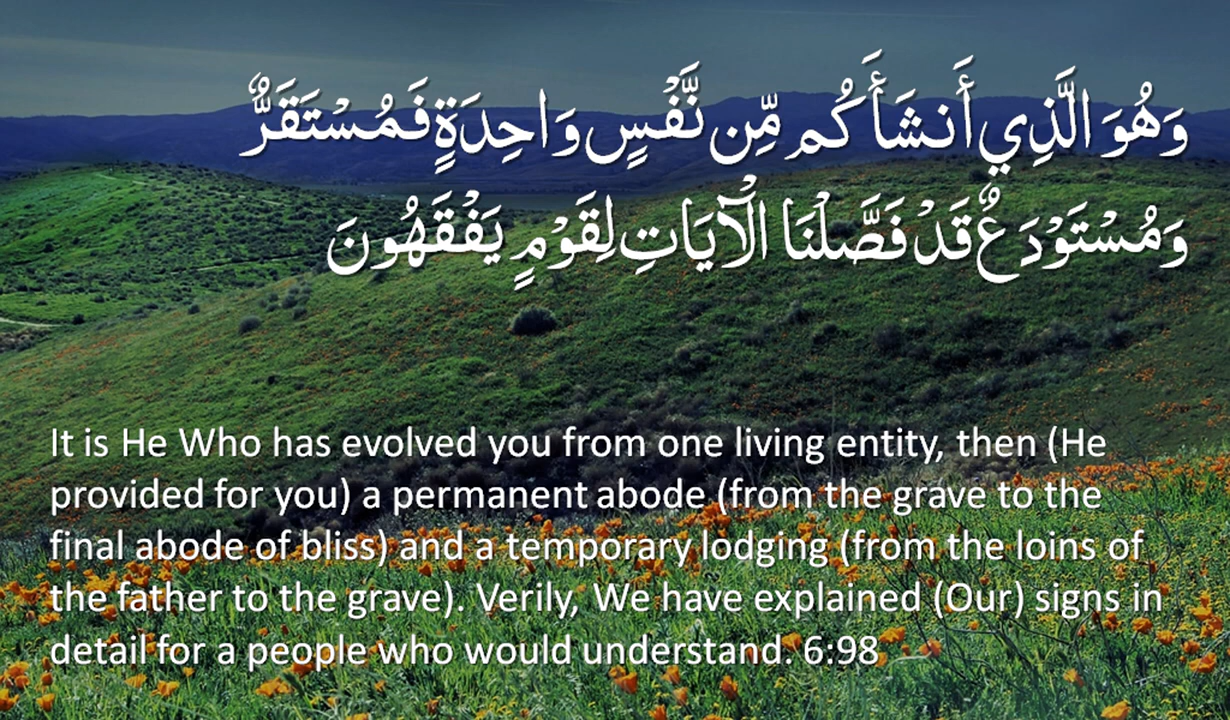 وَهُوَ الَّذِي أَنشَأَكُم مِّن نَّفْسٍ وَاحِدَةٍ فَمُسْتَقَرٌّ
وَمُسْتَوْدَعٌ قَدْ فَصَّلْنَا الْآيَاتِ لِقَوْمٍ يَفْقَهُونَ
It is He Who has evolved you from one living entity, then (He
provided for you) a permanent abode (from the grave to the
final abode of bliss) and a temporary lodging (from the loins of
the father to the grave). Verily, We have explained (Our) signs in
detail for a people who would understand. 6:98